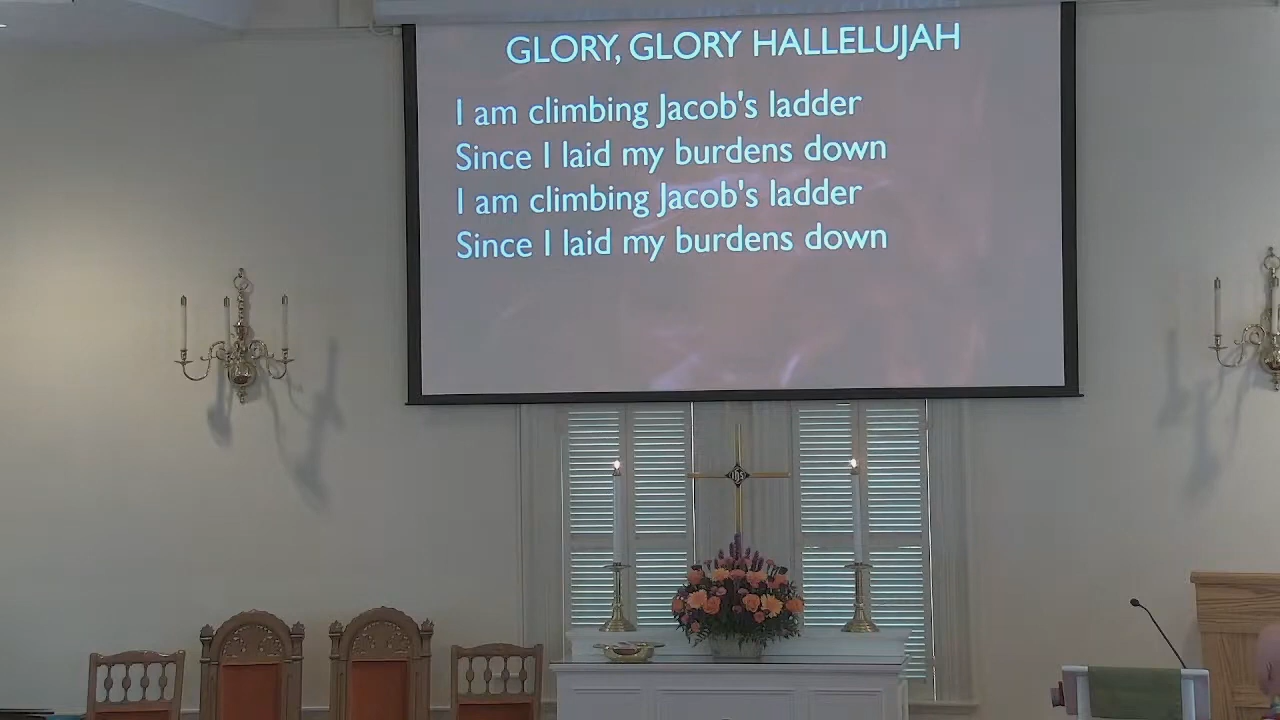 GLORY, GLORY HALLELUJAH
I am climbing Jacob's ladder
Since I laid my burdens down
I am climbing Jacob's ladder
Since I laid my burdens down
IHS